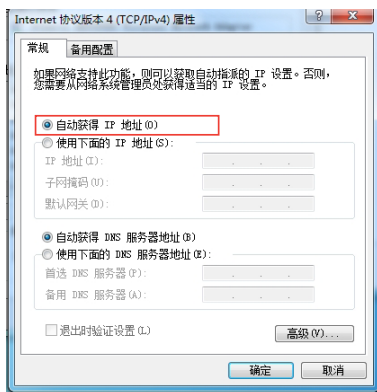 Internet 协议版本 4 (TCP/IPv4) 属性
常规 备用配置
如果网络支持此功能，则可以获取自动指派的 IP 设置。否则，
您需要从网络系统管理员处获得适当的 IP 设置。
自动获得 IP 地址(O)
使用下面的 IP 地址(S):
IP 地址(I):
子网掩码(U):
默认网关(D):
自动获得 DNS 服务器地址(B)
使用下面的 DNS 服务器地址(E):
首选 DNS 服务器(P):
备用 DNS 服务器(A):
退出时验证设置(L)
高级(V)...
确定 取消